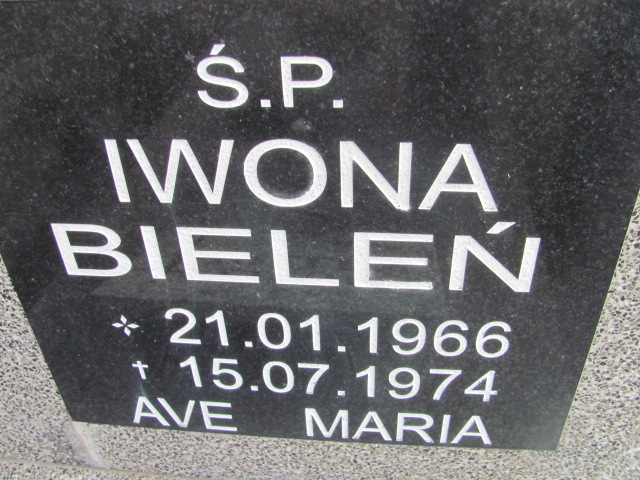 Ś.P.
IWONA
BIELEŃ
* 21.01.1966
† 15.07.1974
AVE MARIA